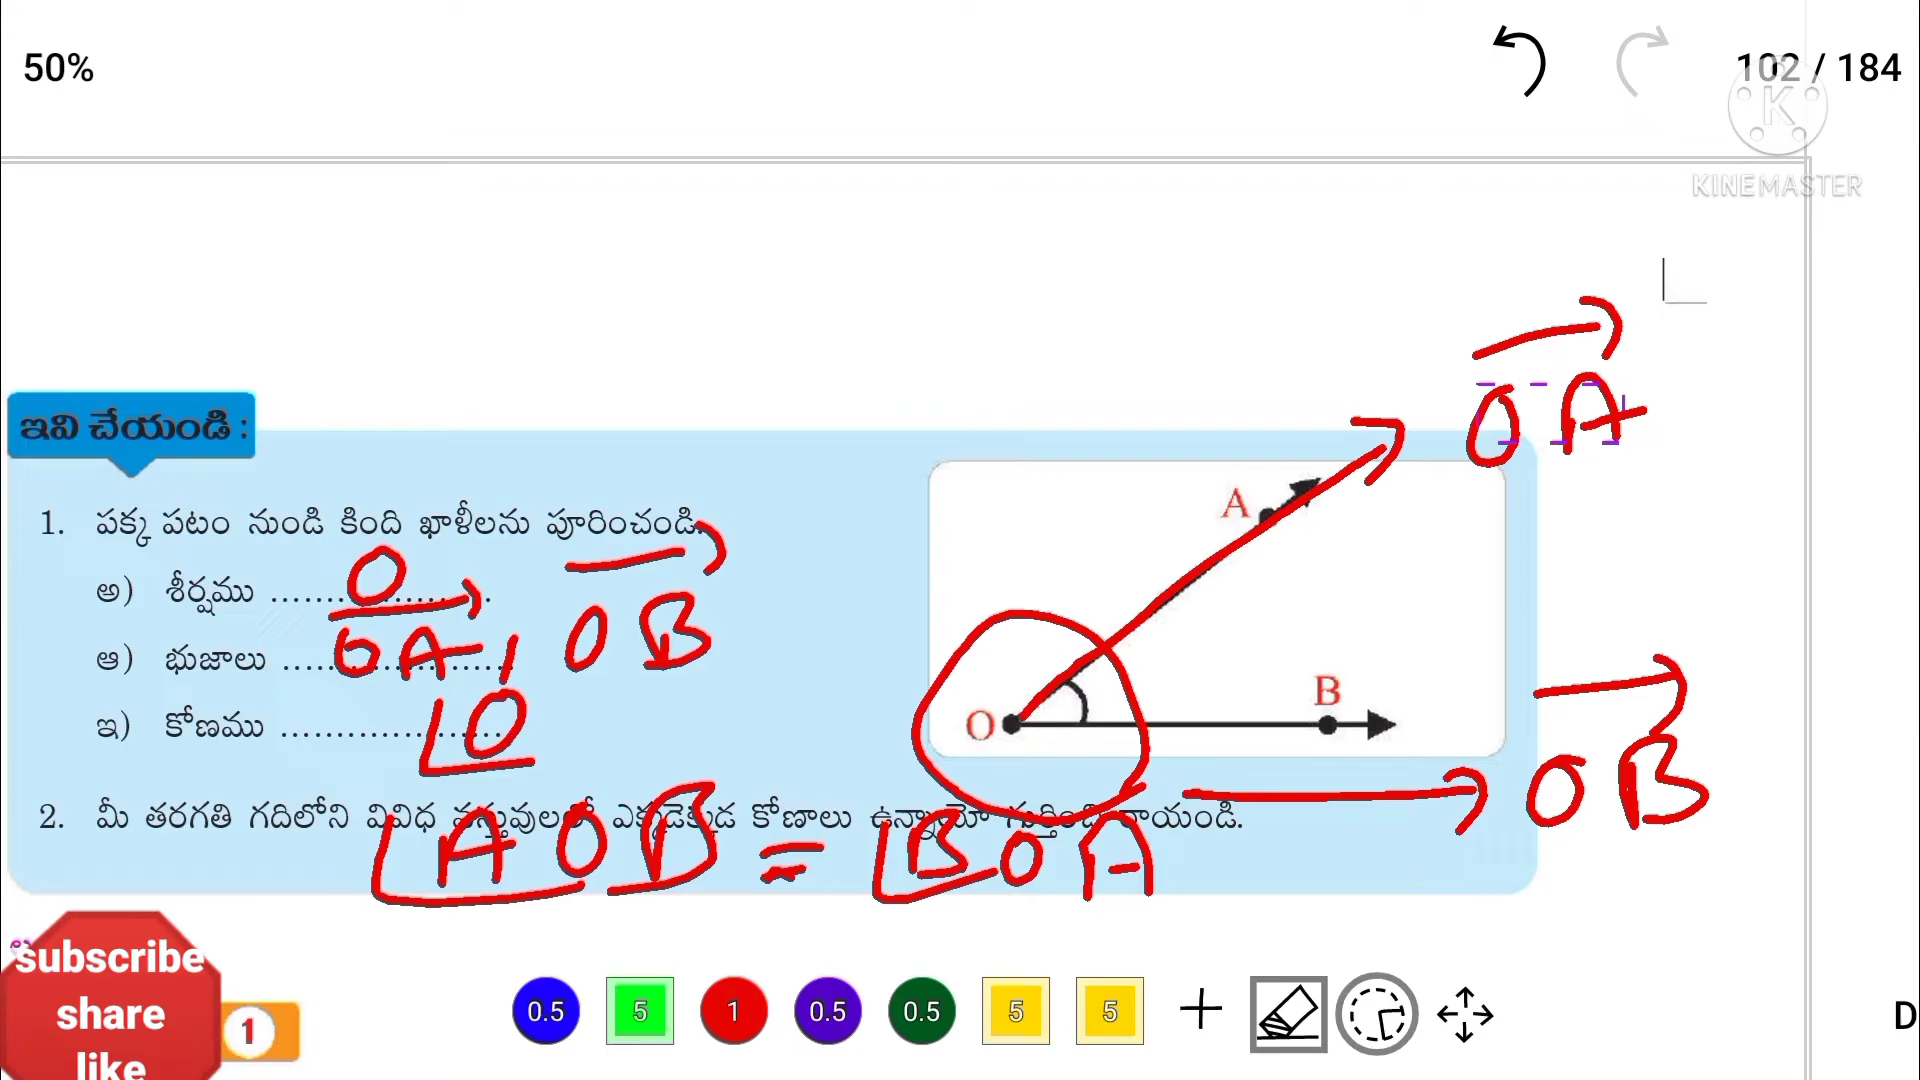 50%
102 / 184
KINEMASTER
ఇవి చేయండి :
OA
1. పక్క పటం నుండి కింది ఖాళీలను పూరించండి.
A
అ) శీర్షము .................... O
ఆ) భుజాలు .................... OA, OB
ఇ) కోణము .................... ∠O
O
B
OB
2. మీ తరగతి గదిలోని వివిధ వస్తువులలో ఎక్కడెక్కడ కోణాలు ఉన్నాయో గుర్తించి రాయండి.
∠AOB = ∠BOA
subscribe
share
like
1
0.5 5 1 0.5 0.5 5 5
D